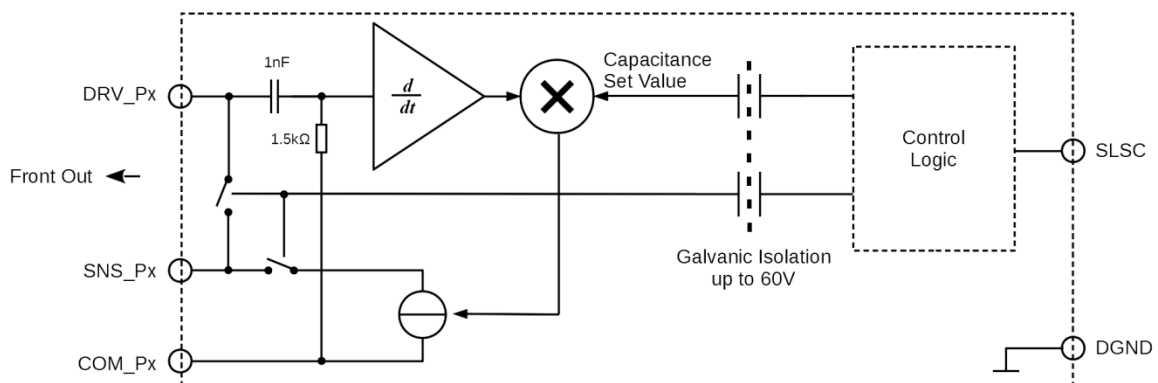 1nF
DRV_Px
d
dt
1.5kΩ
Capacitance
Set Value
Control
Logic
SLSC
Front Out
SNS_Px
Galvanic Isolation
up to 60V
COM_Px
DGND